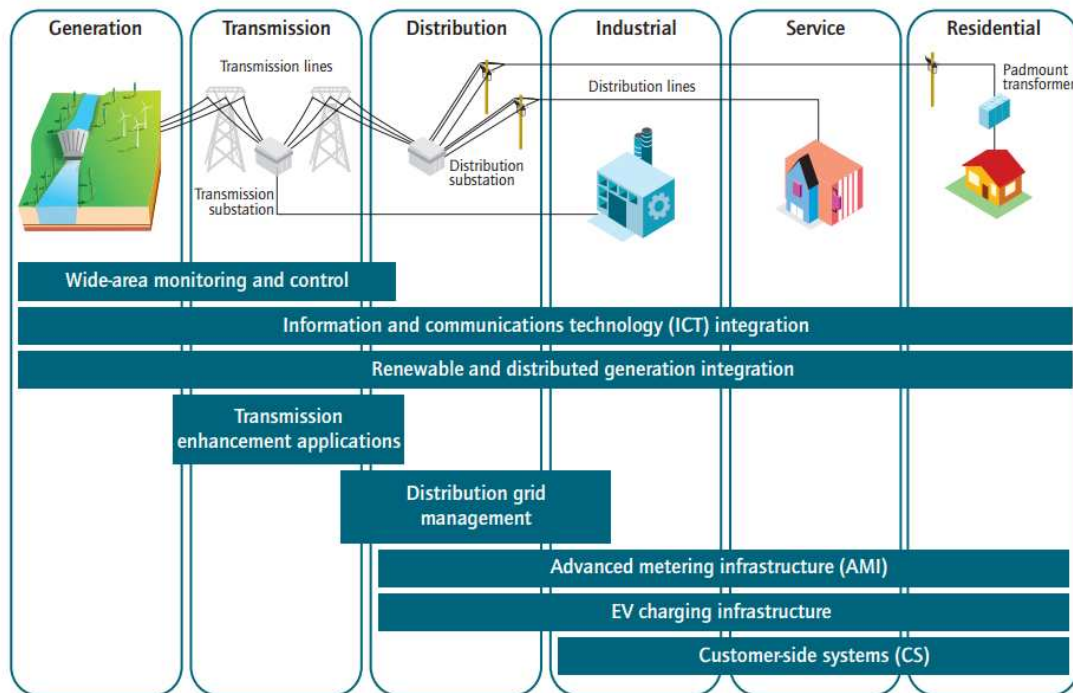 Generation
Transmission
Distribution
Industrial
Service
Residential
Transmission lines
Padmount
transformer
Distribution lines
Distribution
substation
Transmission
substation
Wide-area monitoring and control
Information and communications technology (ICT) integration
Renewable and distributed generation integration
Transmission
enhancement applications
Distribution grid
management
Advanced metering infrastructure (AMI)
EV charging infrastructure
Customer-side systems (CS)